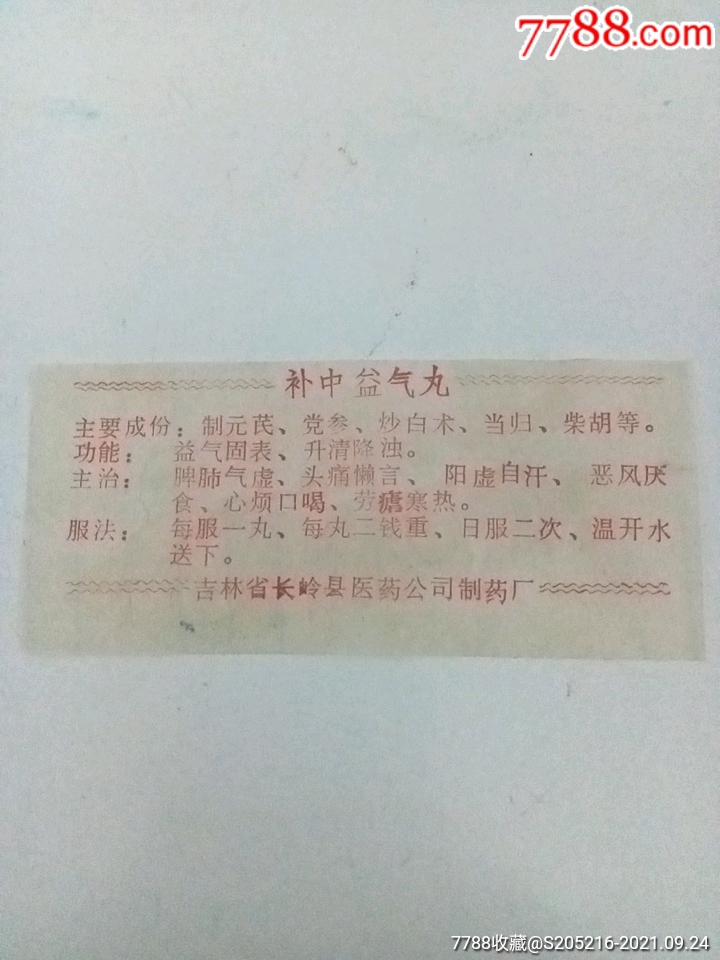 7788.com
补中益气丸
主要成份：制元芪、党参、炒白术、当归、柴胡等。
功能：益气固表、升清降浊。
主治：脾肺气虚、头痛懒言、阳虚自汗、恶风厌
食、心烦口喝、劳瘧寒热。
服法：每服一丸、每丸二钱重、日服二次、温开水
送下。
吉林省长岭县医药公司制药厂
7788收藏@S205216-2021.09.24